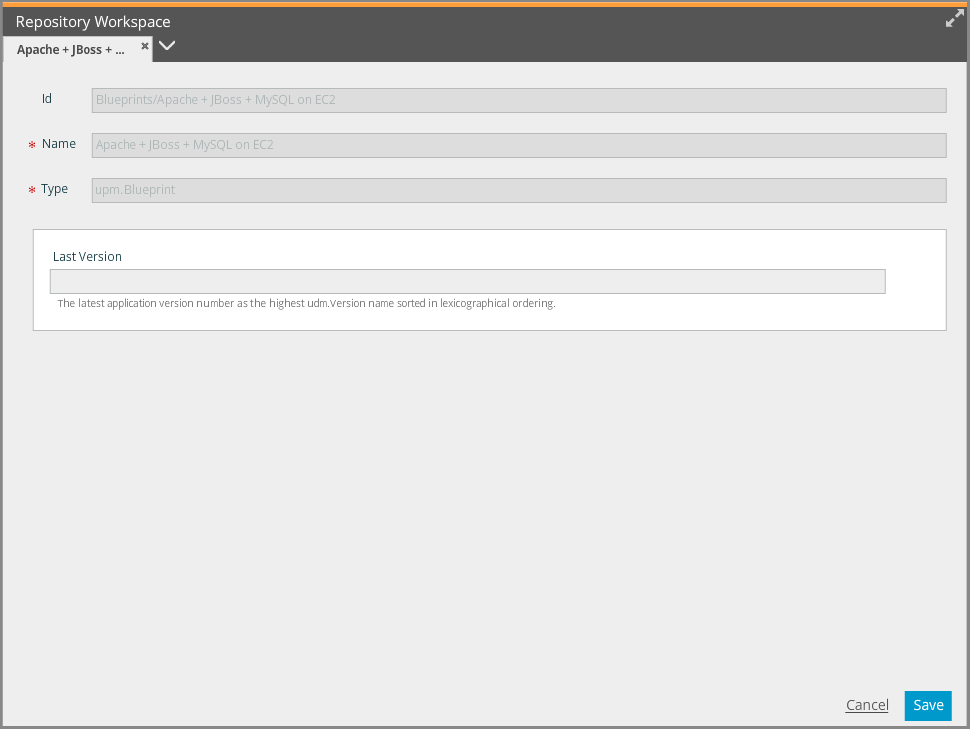 Repository Workspace
Apache + JBoss + ...
Id
Blueprints/Apache + JBoss + MySQL on EC2
* Name
Apache + JBoss + MySQL on EC2
* Type
upm.Blueprint
Last Version
The latest application version number as the highest udm.Version name sorted in lexicographical ordering.
Cancel
Save